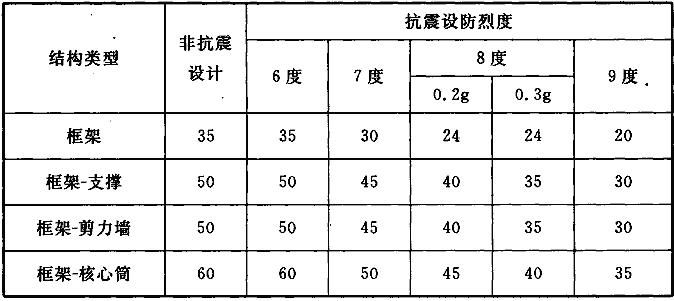 结构类型 非抗震设计 抗震设防烈度
6度 7度 8度 9度
0.2g 0.3g
框架 35 35 30 24 24 20
框架-支撑 50 50 45 40 35 30
框架-剪力墙 50 50 45 40 35 30
框架-核心筒 60 60 50 45 40 35